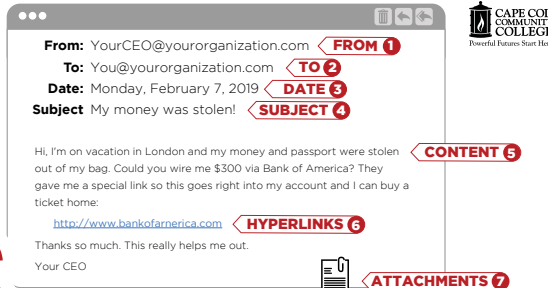 CAPE COD
COMMUNITY
COLLEGE
Powerful Futures Start Here
From: YourCEO@yourorganization.com FROM 1
To: You@yourorganization.com TO 2
Date: Monday, February 7, 2019 DATE 3
Subject My money was stolen! SUBJECT 4
Hi, I'm on vacation in London and my money and passport were stolen CONTENT 5
out of my bag. Could you wire me $300 via Bank of America? They
gave me a special link so this goes right into my account and I can buy a
ticket home:
http://www.bankofarnerica.com HYPERLINKS 6
Thanks so much. This really helps me out.
Your CEO
ATTACHMENTS 7